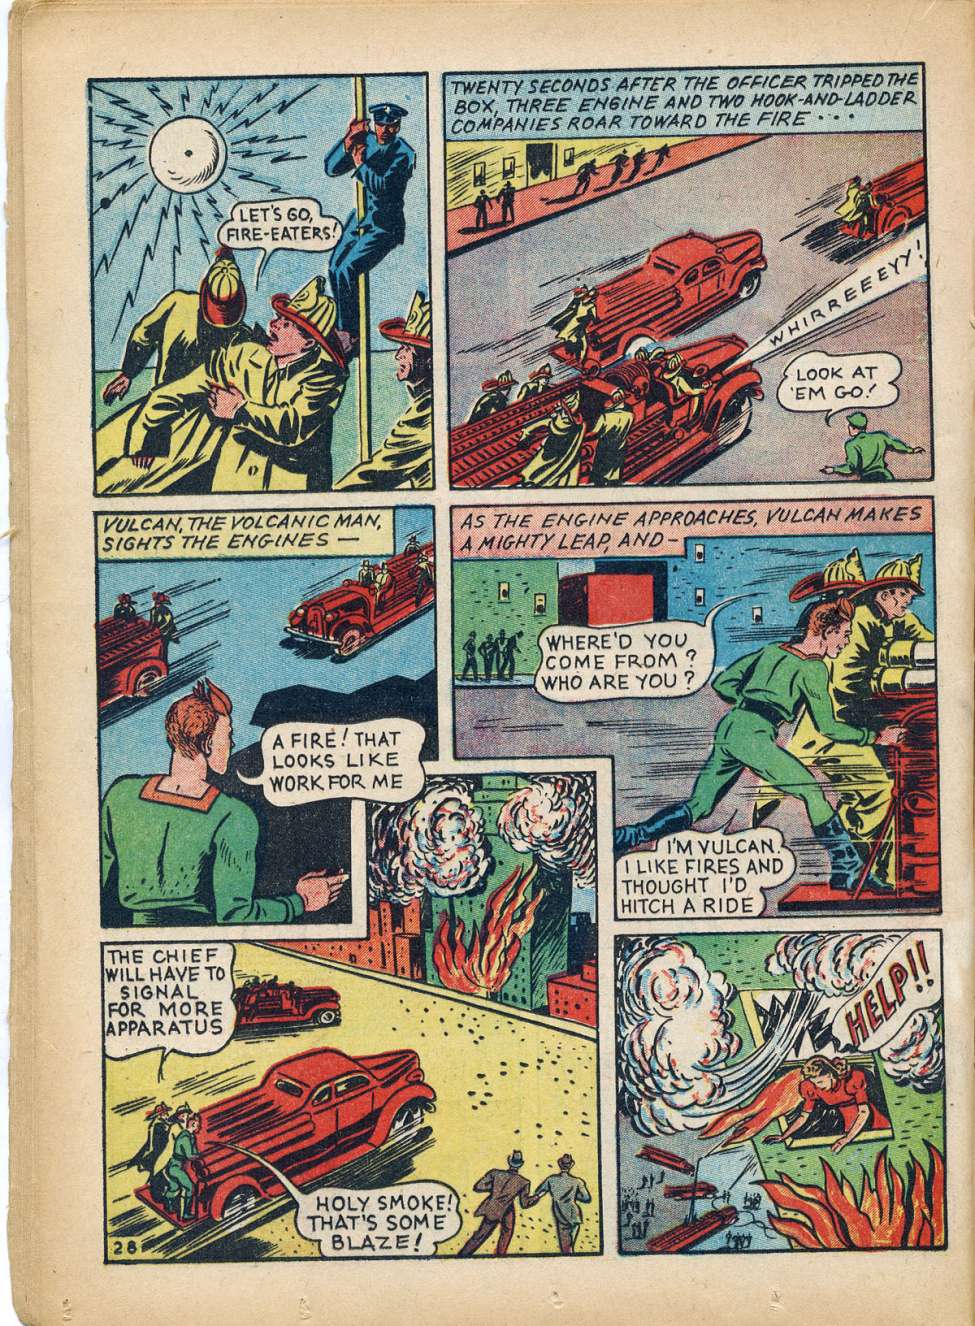 LET'S GO,
FIRE-EATERS!
TWENTY SECONDS AFTER THE OFFICER TRIPPED THE
BOX, THREE ENGINE AND TWO HOOK-AND-LADDER
COMPANIES ROAR TOWARD THE FIRE ···
WHIRREEEEYY!
LOOK AT
'EM GO!
VULCAN, THE VOLCANIC MAN,
SIGHTS THE ENGINES —
A FIRE! THAT
LOOKS LIKE
WORK FOR ME
AS THE ENGINE APPROACHES, VULCAN MAKES
A MIGHTY LEAP, AND -
WHERE'D YOU
COME FROM?
WHO ARE YOU?
I'M VULCAN.
I LIKE FIRES AND
THOUGHT I'D
HITCH A RIDE
THE CHIEF
WILL HAVE TO
SIGNAL
FOR MORE
APPARATUS
HOLY SMOKE!
THAT'S SOME
BLAZE!
28
HELP!!